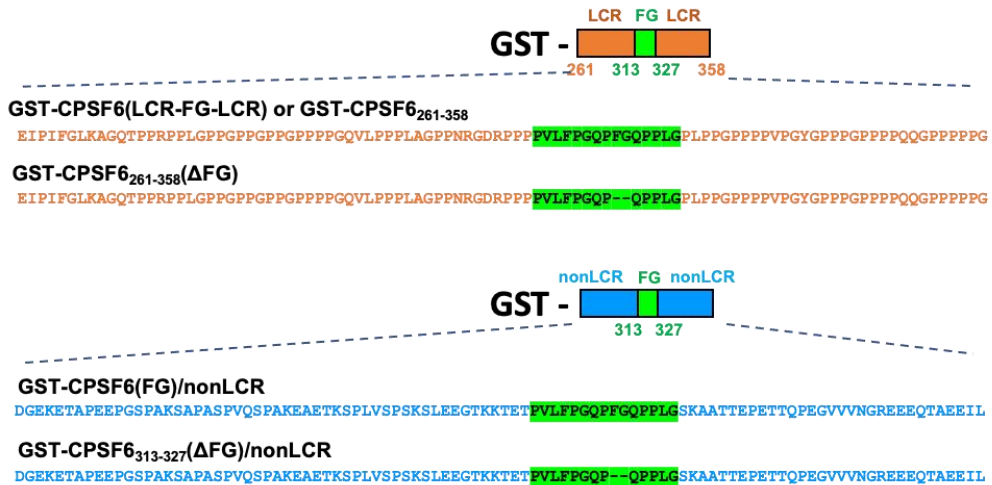 LCR FG LCR
GST -
261 313 327 358
GST-CPSF6(LCR-FG-LCR) or GST-CPSF6261-358
EIPIFGLKAGQTPPRPPLGPPGPPGPPGPPPPGQVLPPPLAGPPNRGDRPPPPVLFPGQPFGQPPLGPLPPGPPPPVPGYGPPPGPPPPQQGPPPPPG
GST-CPSF6261-358(ΔFG)
EIPIFGLKAGQTPPRPPLGPPGPPGPPGPPPPGQVLPPPLAGPPNRGDRPPPPVLFPGQP--QPPLGPLPPGPPPPVPGYGPPPGPPPPQQGPPPPPG
nonLCR FG nonLCR
GST -
313 327
GST-CPSF6(FG)/nonLCR
DGEKETAPEEPGSPAKSAPASPVQSPAKEAETKSPLVSPSKSLEEGTKKTETPVLFPGQPFGQPPLGSKAATTEPETTQPEGVVVNGREEEQTAEEIL
GST-CPSF6313-327(ΔFG)/nonLCR
DGEKETAPEEPGSPAKSAPASPVQSPAKEAETKSPLVSPSKSLEEGTKKTETPVLFPGQP--QPPLGSKAATTEPETTQPEGVVVNGREEEQTAEEIL